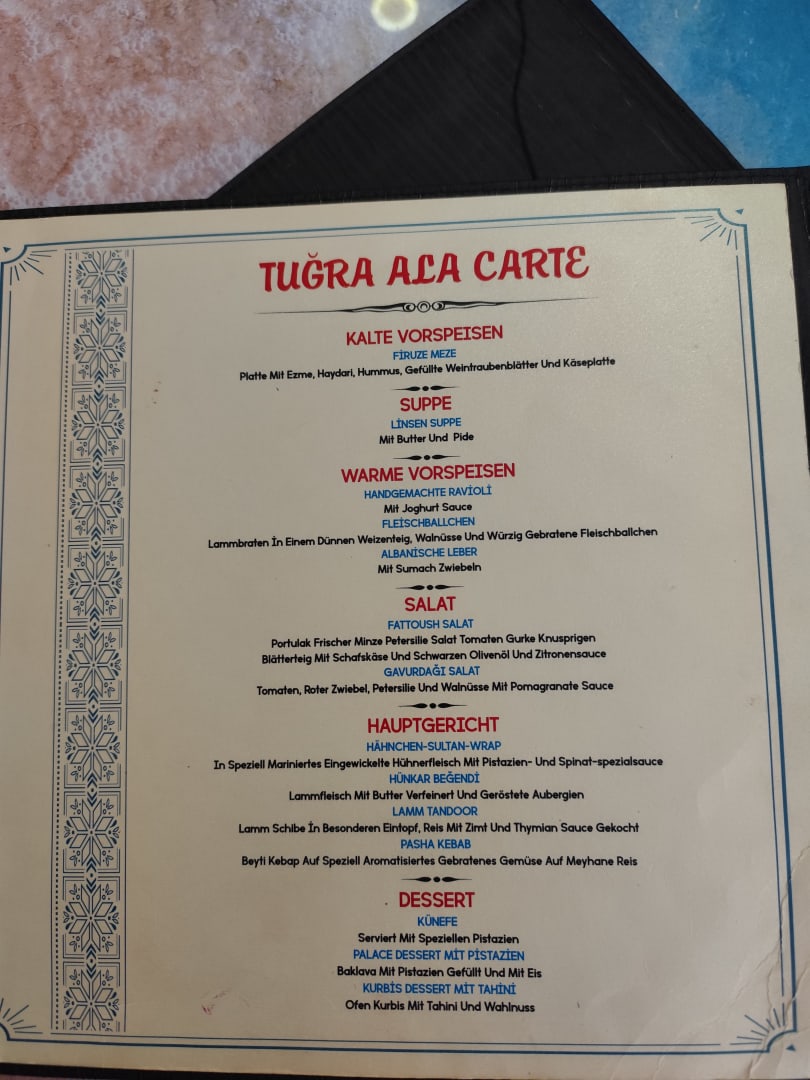 TUĞRA ALA CARTE
KALTE VORSPEISEN
FİRUZE MEZE
Platte Mit Ezme, Haydari, Hummus, Gefüllte Weintraubenblätter Und Käseplatte
SUPPE
LİNSEN SUPPE
Mit Butter Und Pide
WARME VORSPEISEN
HANDGEMACHTE RAVİOLİ
Mit Joghurt Sauce
FLEİSCHBALLCHEN
Lammbraten İn Einem Dünnen Weizenteig, Walnüsse Und Würzig Gebratene Fleischballchen
ALBANİSCHE LEBER
Mit Sumach Zwiebeln
SALAT
FATTOUSH SALAT
Portulak Frischer Minze Petersilie Salat Tomaten Gurke Knusprigen
Blätterteig Mit Schafskäse Und Schwarzen Olivenöl Und Zitronensauce
GAVURDAĞI SALAT
Tomaten, Roter Zwiebel, Petersilie Und Walnüsse Mit Pomagranate Sauce
HAUPTGERICHT
HÄHNCHEN-SULTAN-WRAP
In Speziell Mariniertes Eingewickelte Hühnerfleisch Mit Pistazien- Und Spinat-spezialsauce
HÜNKAR BEĞENDİ
Lammfleisch Mit Butter Verfeinert Und Geröstete Aubergien
LAMM TANDOOR
Lamm Schibe İn Besonderen Eintopf, Reis Mit Zimt Und Thymian Sauce Gekocht
PASHA KEBAB
Beyti Kebap Auf Speziell Aromatisiertes Gebratenes Gemüse Auf Meyhane Reis
DESSERT
KÜNEFE
Serviert Mit Speziellen Pistazien
PALACE DESSERT MİT PİSTAZİEN
Baklava Mit Pistazien Gefüllt Und Mit Eis
KURBİS DESSERT MİT TAHİNİ
Ofen Kurbis Mit Tahini Und Wahlnuss